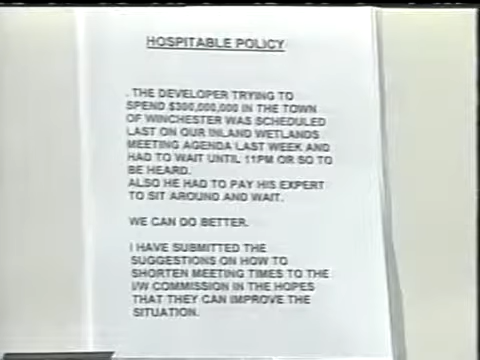 HOSPITABLE POLICY
. THE DEVELOPER TRYING TO
SPEND $300,000,000 IN THE TOWN
OF WINCHESTER WAS SCHEDULED
LAST ON OUR INLAND WETLANDS
MEETING AGENDA LAST WEEK AND
HAD TO WAIT UNTIL 11PM OR SO TO
BE HEARD.
ALSO HE HAD TO PAY HIS EXPERT
TO SIT AROUND AND WAIT.
WE CAN DO BETTER.
I HAVE SUBMITTED THE
SUGGESTIONS ON HOW TO
SHORTEN MEETING TIMES TO THE
I/W COMMISSION IN THE HOPES
THAT THEY CAN IMPROVE THE
SITUATION.